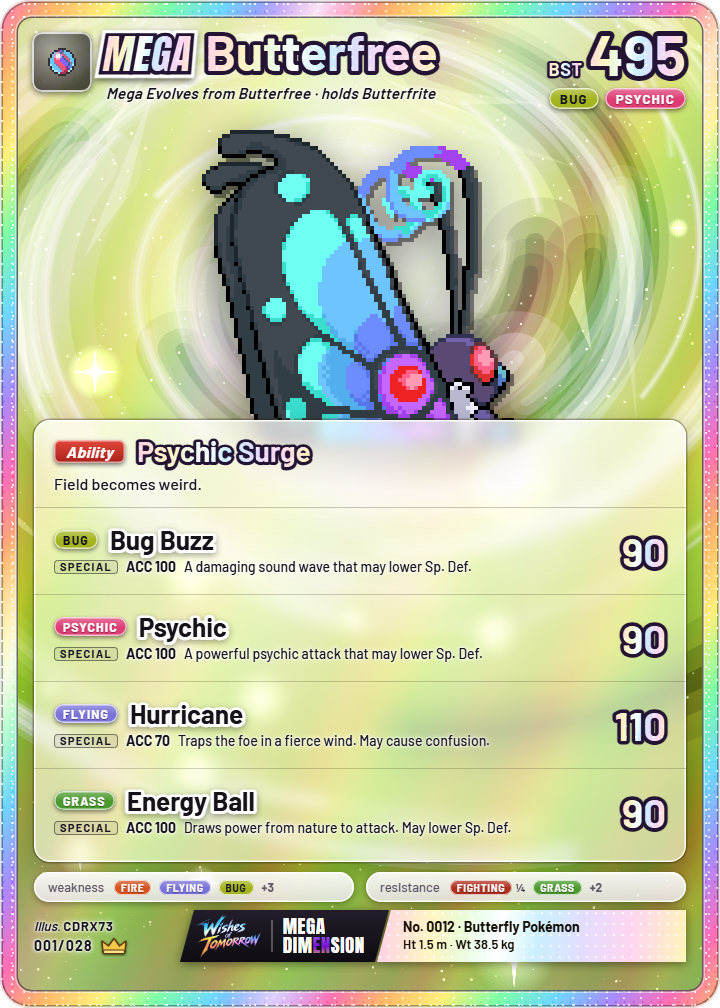 MEGA Butterfree
BST 495
Mega Evolves from Butterfree · holds Butterfrite
BUG PSYCHIC
Ability Psychic Surge
Field becomes weird.
BUG Bug Buzz
SPECIAL ACC 100 A damaging sound wave that may lower Sp. Def.
90
PSYCHIC Psychic
SPECIAL ACC 100 A powerful psychic attack that may lower Sp. Def.
90
FLYING Hurricane
SPECIAL ACC 70 Traps the foe in a fierce wind. May cause confusion.
110
GRASS Energy Ball
SPECIAL ACC 100 Draws power from nature to attack. May lower Sp. Def.
90
weakness FIRE FLYING BUG +3
resistance FIGHTING ¼ GRASS +2
Illus. CDRX73
001/028
Wishes of Tomorrow
MEGA
DIMENSION
No. 0012 · Butterfly Pokémon
Ht 1.5 m · Wt 38.5 kg